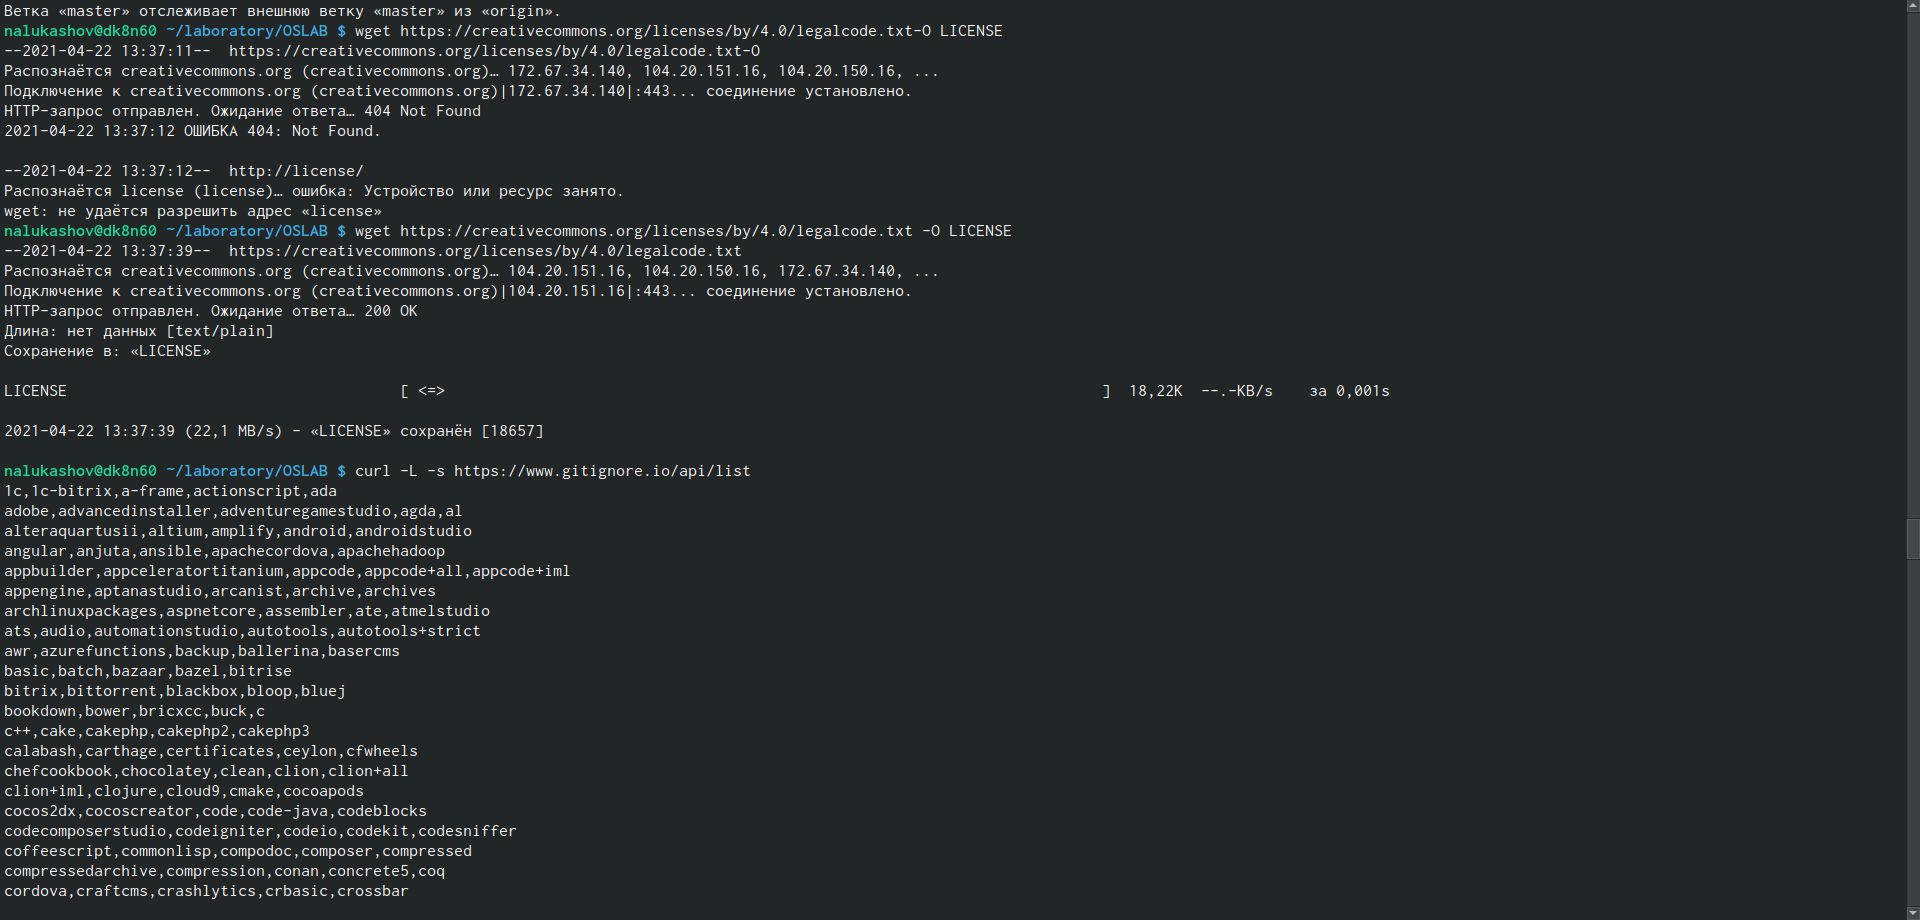 Ветка «master» отслеживает внешнюю ветку «master» из «origin».
nalukashov@dk8n60 ~/laboratory/OSLAB $ wget https://creativecommons.org/licenses/by/4.0/legalcode.txt-O LICENSE
--2021-04-22 13:37:11--  https://creativecommons.org/licenses/by/4.0/legalcode.txt-O
Распознаётся creativecommons.org (creativecommons.org)… 172.67.34.140, 104.20.151.16, 104.20.150.16, ...
Подключение к creativecommons.org (creativecommons.org)|172.67.34.140|:443... соединение установлено.
HTTP-запрос отправлен. Ожидание ответа… 404 Not Found
2021-04-22 13:37:12 ОШИБКА 404: Not Found.
--2021-04-22 13:37:12--  http://license/
Распознаётся license (license)… ошибка: Устройство или ресурс занято.
wget: не удаётся разрешить адрес «license»
nalukashov@dk8n60 ~/laboratory/OSLAB $ wget https://creativecommons.org/licenses/by/4.0/legalcode.txt -O LICENSE
--2021-04-22 13:37:39--  https://creativecommons.org/licenses/by/4.0/legalcode.txt
Распознаётся creativecommons.org (creativecommons.org)… 104.20.151.16, 104.20.150.16, 172.67.34.140, ...
Подключение к creativecommons.org (creativecommons.org)|104.20.151.16|:443... соединение установлено.
HTTP-запрос отправлен. Ожидание ответа… 200 OK
Длина: нет данных [text/plain]
Сохранение в: «LICENSE»
LICENSE [ <=> ] 18,22K --.-KB/s за 0,001s
2021-04-22 13:37:39 (22,1 MB/s) - «LICENSE» сохранён [18657]
nalukashov@dk8n60 ~/laboratory/OSLAB $ curl -L -s https://www.gitignore.io/api/list
1c,1c-bitrix,a-frame,actionscript,ada
adobe,advancedinstaller,adventuregamestudio,agda,al
alteraquartusii,altium,amplify,android,androidstudio
angular,anjuta,ansible,apachecordova,apachehadoop
appbuilder,appceleratortitanium,appcode,appcode+all,appcode+iml
appengine,aptanastudio,arcanist,archive,archives
archlinuxpackages,aspnetcore,assembler,ate,atmelstudio
ats,audio,automationstudio,autotools,autotools+strict
awr,azurefunctions,backup,ballerina,basercms
basic,batch,bazaar,bazel,bitrise
bitrix,bittorrent,blackbox,bloop,bluej
bookdown,bower,bricxcc,buck,c
c++,cake,cakephp,cakephp2,cakephp3
calabash,carthage,certificates,ceylon,cfwheels
chefcookbook,chocolatey,clean,clion,clion+all
clion+iml,clojure,cloud9,cmake,cocoapods
cocos2dx,cocoscreator,code,code-java,codeblocks
codecomposerstudio,codeigniter,codeio,codekit,codesniffer
coffeescript,commonlisp,compodoc,composer,compressed
compressedarchive,compression,conan,concrete5,coq
cordova,craftcms,crashlytics,crbasic,crossbar